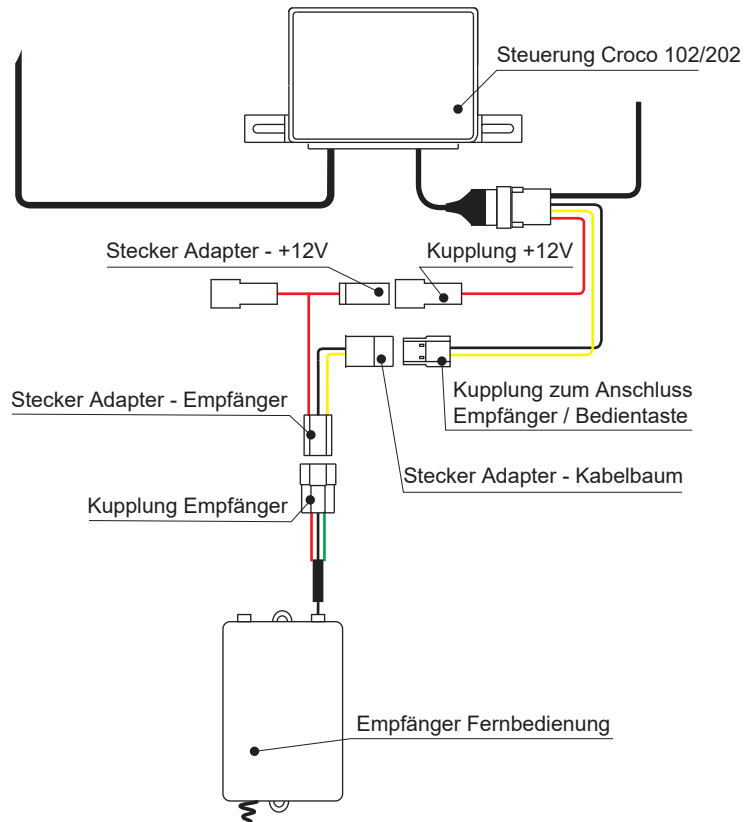 Steuerung Croco 102/202
Stecker Adapter - +12V
Kupplung +12V
Kupplung zum Anschluss
Empfänger / Bedientaste
Stecker Adapter - Empfänger
Stecker Adapter - Kabelbaum
Kupplung Empfänger
Empfänger Fernbedienung